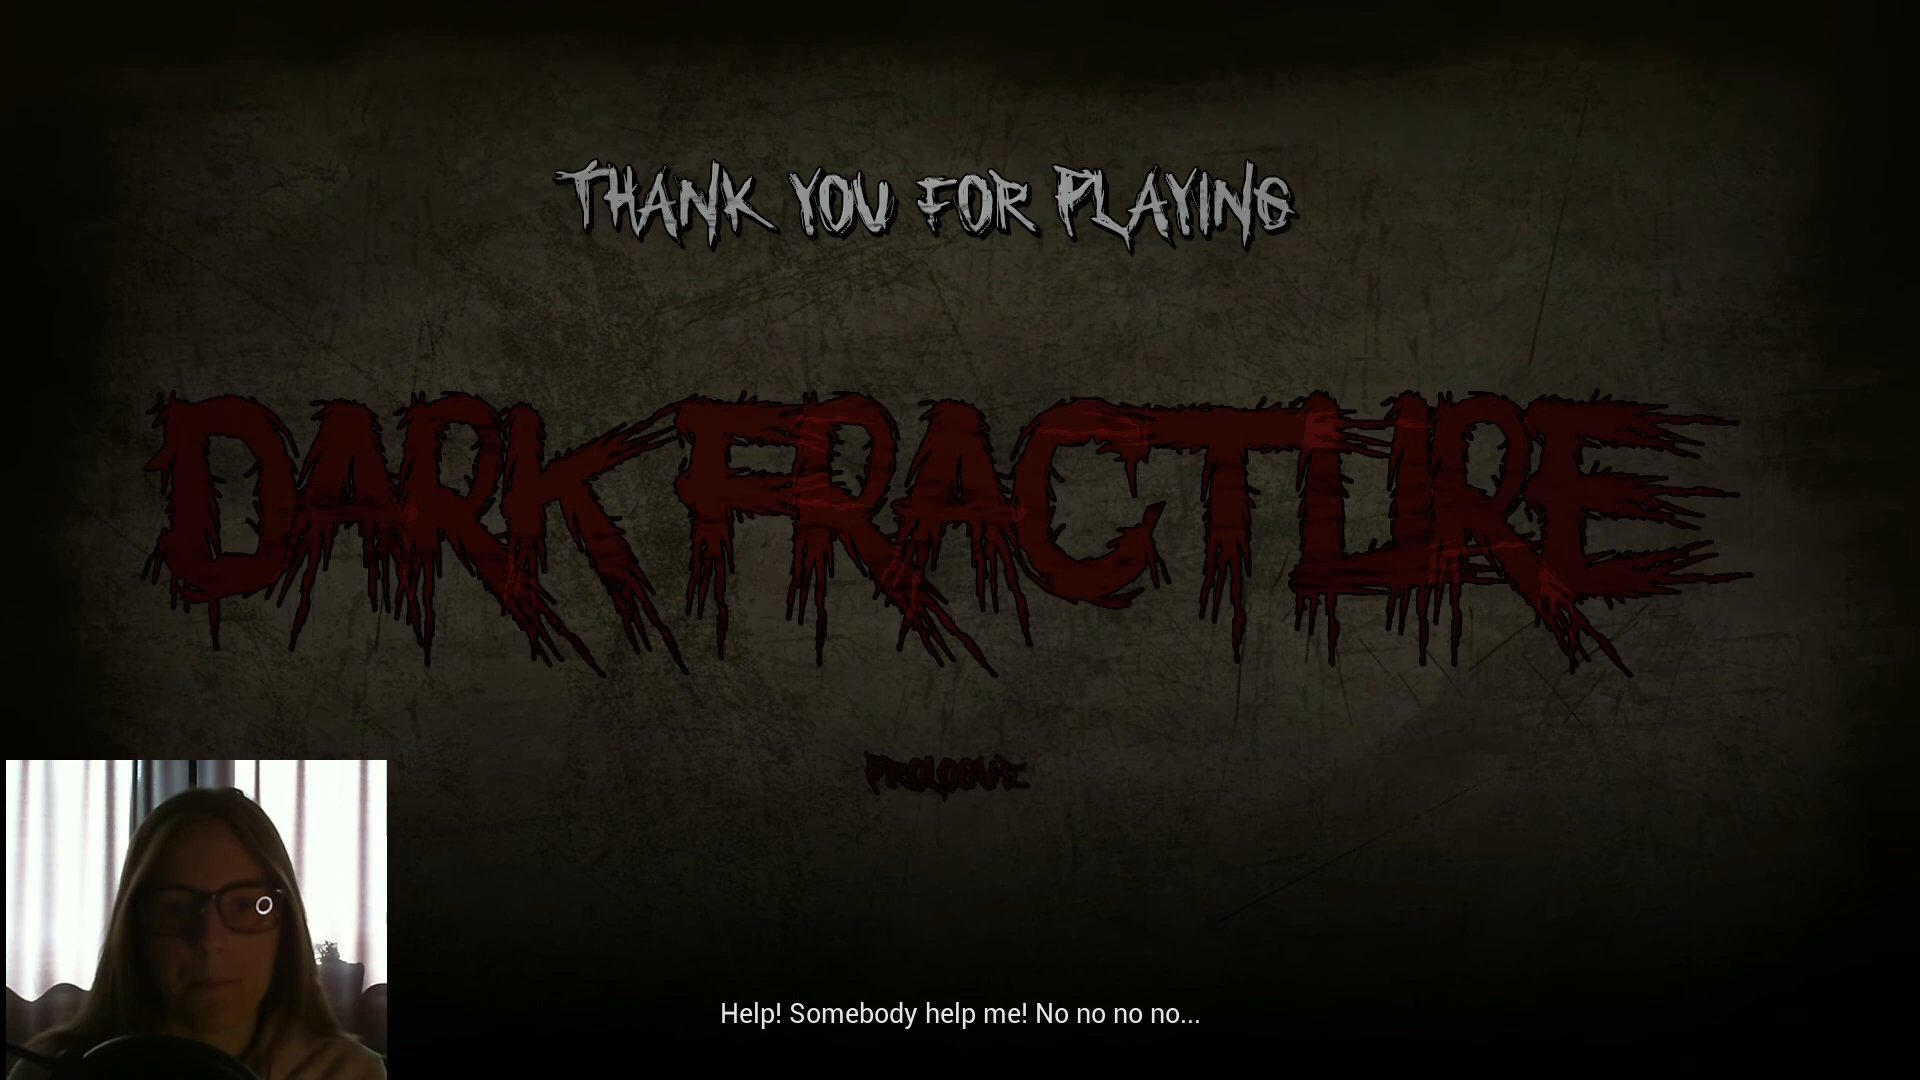 THANK YOU FOR PLAYING
DARK FRACTURE
PROLOGUE
Help! Somebody help me! No no no no...